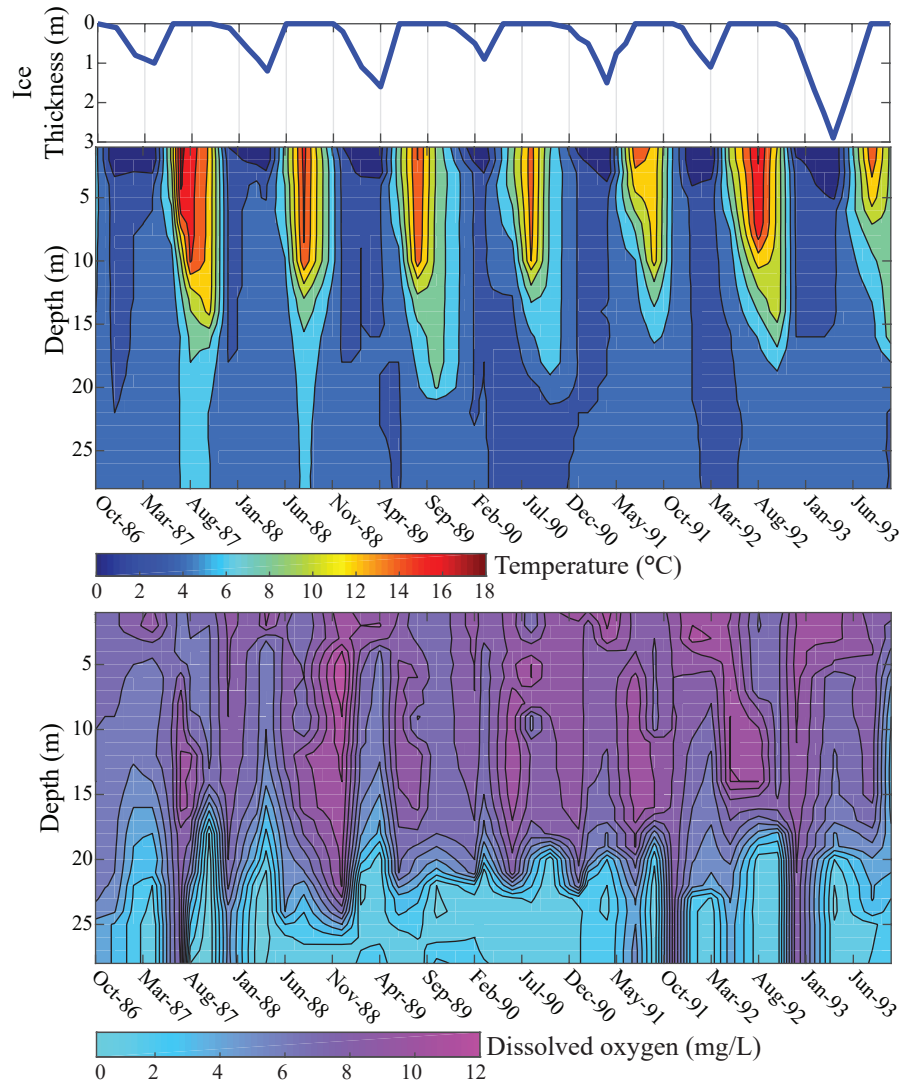 0
1
2
3
Ice
Thickness (m)
5
10
15
20
25
Depth (m)
Oct-86
Mar-87
Aug-87
Jan-88
Jun-88
Nov-88
Apr-89
Sep-89
Feb-90
Jul-90
Dec-90
May-91
Oct-91
Mar-92
Aug-92
Jan-93
Jun-93
0 2 4 6 8 10 12 14 16 18
Temperature (°C)
5
10
15
20
25
Depth (m)
Oct-86
Mar-87
Aug-87
Jan-88
Jun-88
Nov-88
Apr-89
Sep-89
Feb-90
Jul-90
Dec-90
May-91
Oct-91
Mar-92
Aug-92
Jan-93
Jun-93
0 2 4 6 8 10 12
Dissolved oxygen (mg/L)